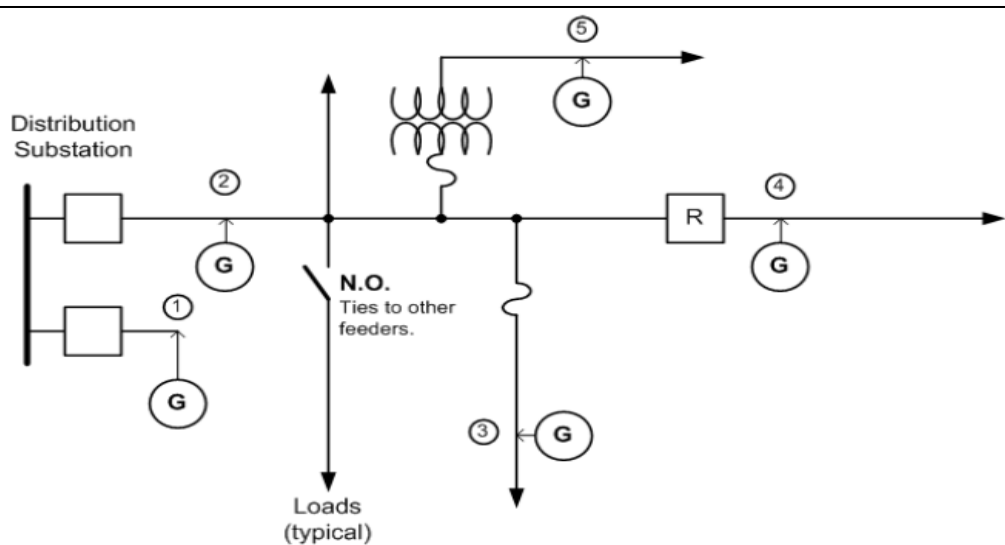 5
G
Distribution
Substation
2
4
R
G
G
N.O.
Ties to other
feeders.
1
G
3
G
Loads
(typical)